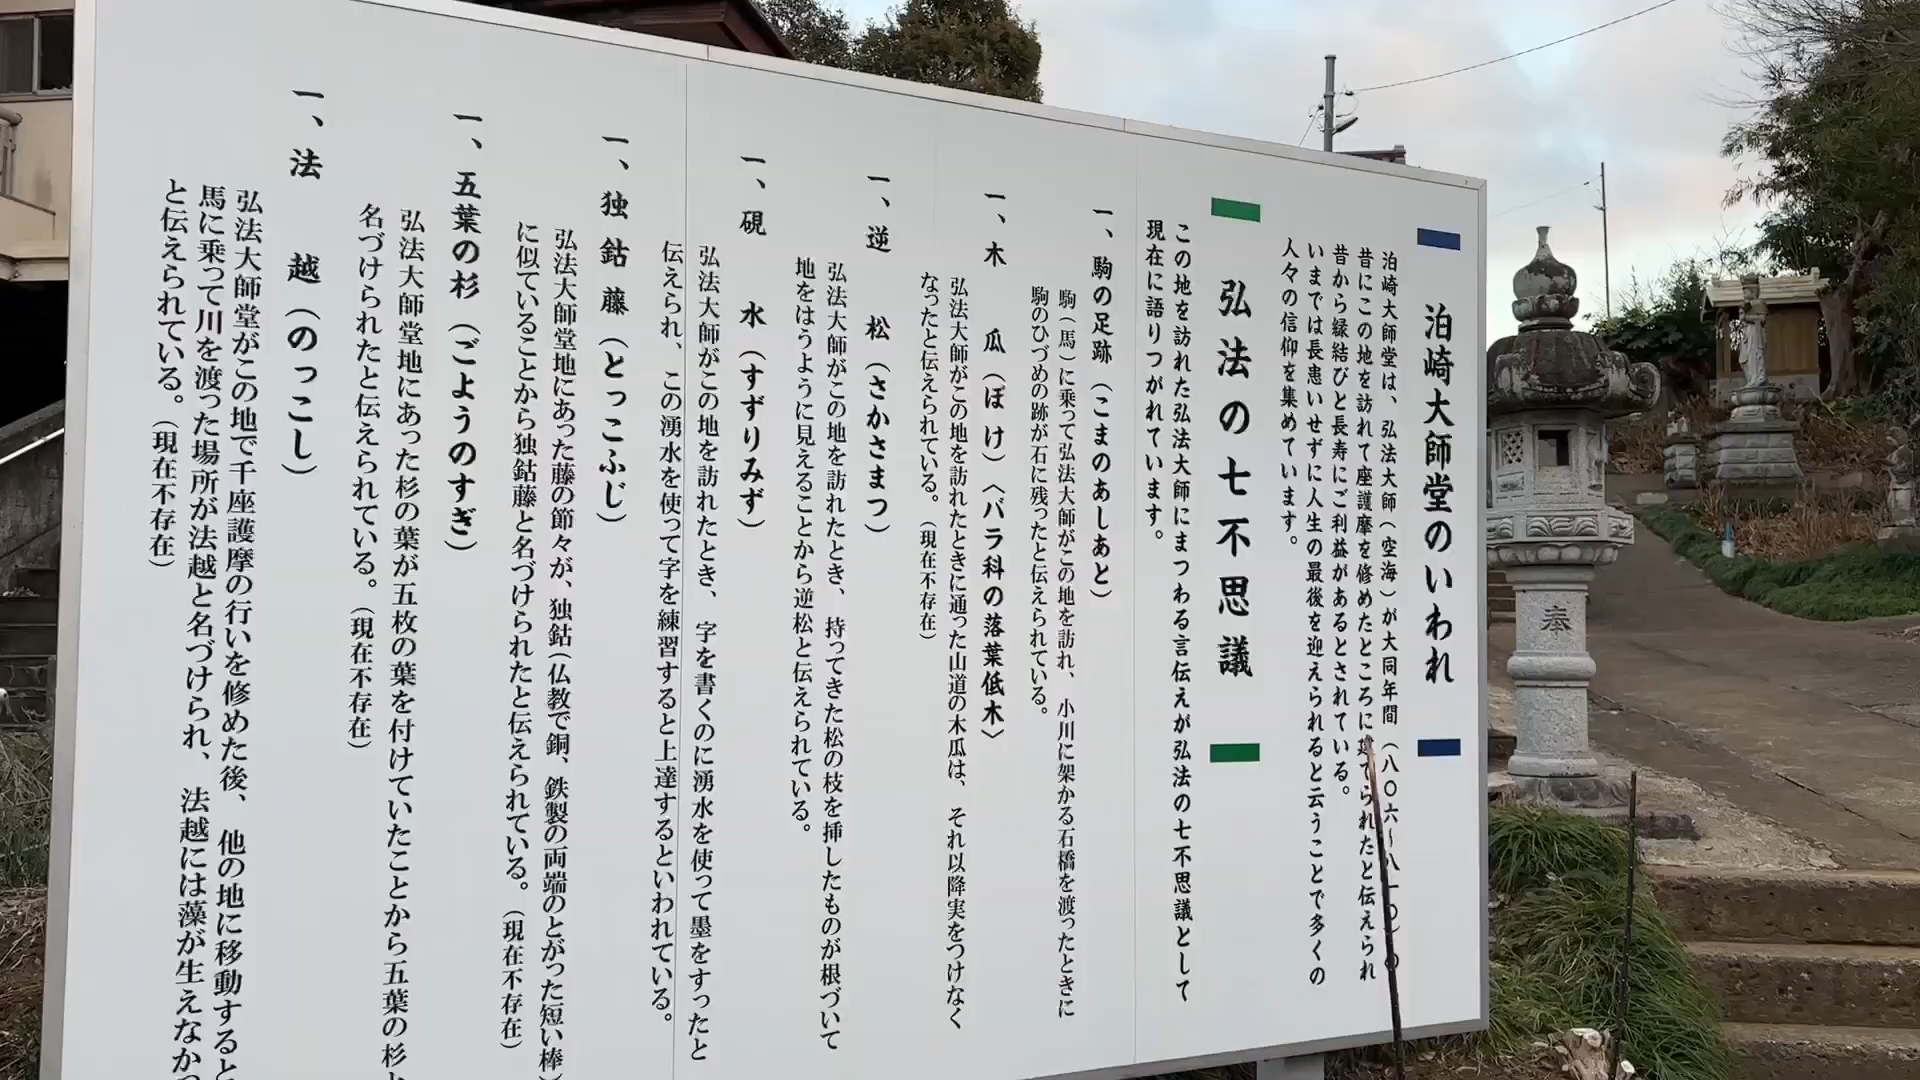 泊崎大師堂のいわれ
泊崎大師堂は、弘法大師(空海)が大同年間(八〇六〜八一〇)の
昔にこの地を訪れて座護摩を修めたところに建てられたと伝えられ
昔から縁結びと長寿にご利益があるとされている。
いまでは長患いせずに人生の最後を迎えられると云うことで多くの
人々の信仰を集めています。
弘法の七不思議
この地を訪れた弘法大師にまつわる言伝えが弘法の七不思議として
現在に語りつがれています。
一、駒の足跡(こまのあしあと)
駒(馬)に乗って弘法大師がこの地を訪れ、小川に架かる石橋を渡ったときに
駒のひづめの跡が石に残ったと伝えられている。
一、木 瓜(ぼけ)〈バラ科の落葉低木〉
弘法大師がこの地を訪れたときに通った山道の木瓜は、それ以降実をつけなく
なったと伝えられている。(現在不存在)
一、逆 松(さかさまつ)
弘法大師がこの地を訪れたとき、持ってきた松の枝を挿したものが根づいて
地をはうように見えることから逆松と伝えられている。
一、硯 水(すずりみず)
弘法大師がこの地を訪れたとき、字を書くのに湧水を使って墨をすったと
伝えられ、この湧水を使って字を練習すると上達するといわれている。
一、独鈷藤(とっこふじ)
弘法大師堂地にあった藤の節々が、独鈷(仏教で銅、鉄製の両端のとがった短い棒)
に似ていることから独鈷藤と名づけられたと伝えられている。(現在不存在)
一、五葉の杉(ごようのすぎ)
弘法大師堂地にあった杉の葉が五枚の葉を付けていたことから五葉の杉と
名づけられたと伝えられている。(現在不存在)
一、法 越(のっこし)
弘法大師堂がこの地で千座護摩の行いを修めた後、他の地に移動すると
馬に乗って川を渡った場所が法越と名づけられ、法越には藻が生えなか
と伝えられている。(現在不存在)
奉